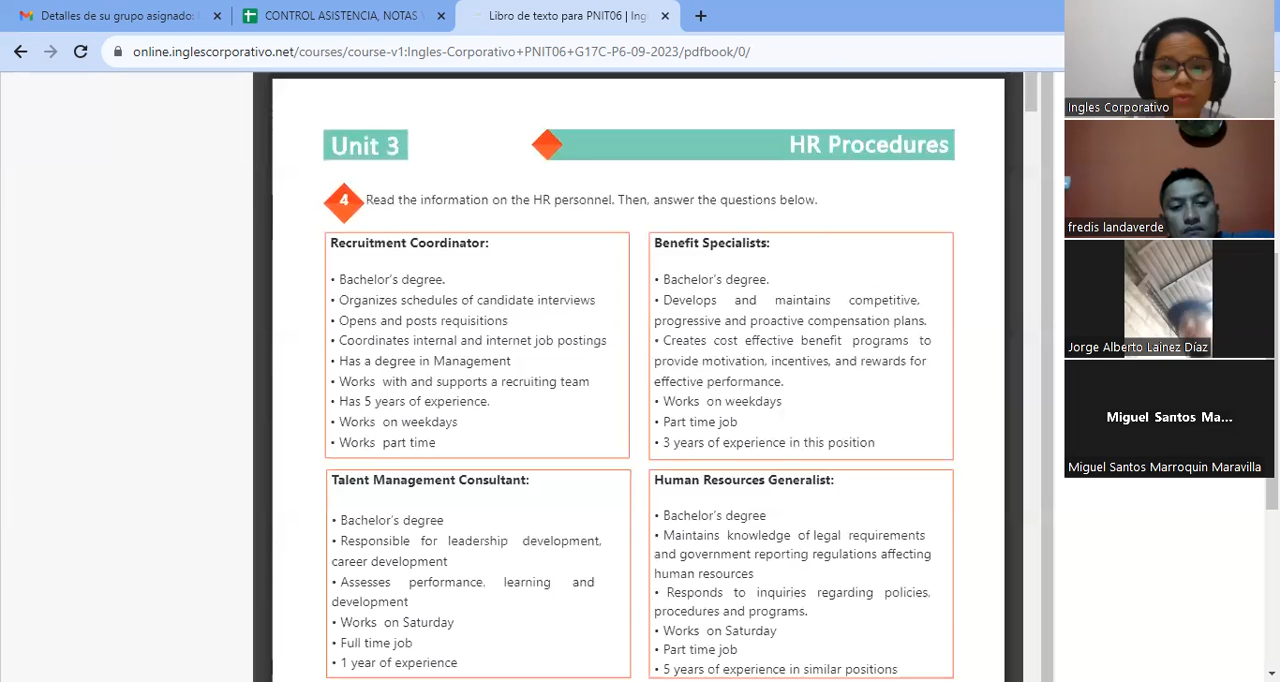 Detalles de su grupo asignado:
CONTROL ASISTENCIA, NOTAS
Libro de texto para PNIT06 | Ing
online.inglescorporativo.net/courses/course-v1:Ingles-Corporativo+PNIT06+G17C-P6-09-2023/pdfbook/0/
Unit 3
HR Procedures
4 Read the information on the HR personnel. Then, answer the questions below.
Recruitment Coordinator:
• Bachelor's degree.
• Organizes schedules of candidate interviews
• Opens and posts requisitions
• Coordinates internal and internet job postings
• Has a degree in management
• Works with and supports a recruiting team
• Has 5 years of experience.
• Works on weekdays
• Works part time
Benefit Specialists:
• Bachelor's degree.
• Develops and maintains competitive,
progressive and proactive compensation plans.
• Creates cost effective benefit programs to
provide motivation, incentives, and rewards for
effective performance.
• Works on weekdays
• Part time job
• 3 years of experience in this position
Talent Management Consultant:
• Bachelor's degree
• Responsible for leadership development,
career development
• Assesses performance, learning and
development
• Works on Saturday
• Full time job
• 1 year of experience
Human Resources Generalist:
• Bachelor's degree
• Maintains knowledge of legal requirements
and government reporting regulations affecting
human resources
• Responds to inquiries regarding policies,
procedures and programs.
• Works on Saturday
• Part time job
• 5 years of experience in similar positions
Ingles Corporativo
fredis landaverde
Jorge Alberto Lainez Díaz
Miguel Santos Ma...
Miguel Santos Marroquin Maravilla